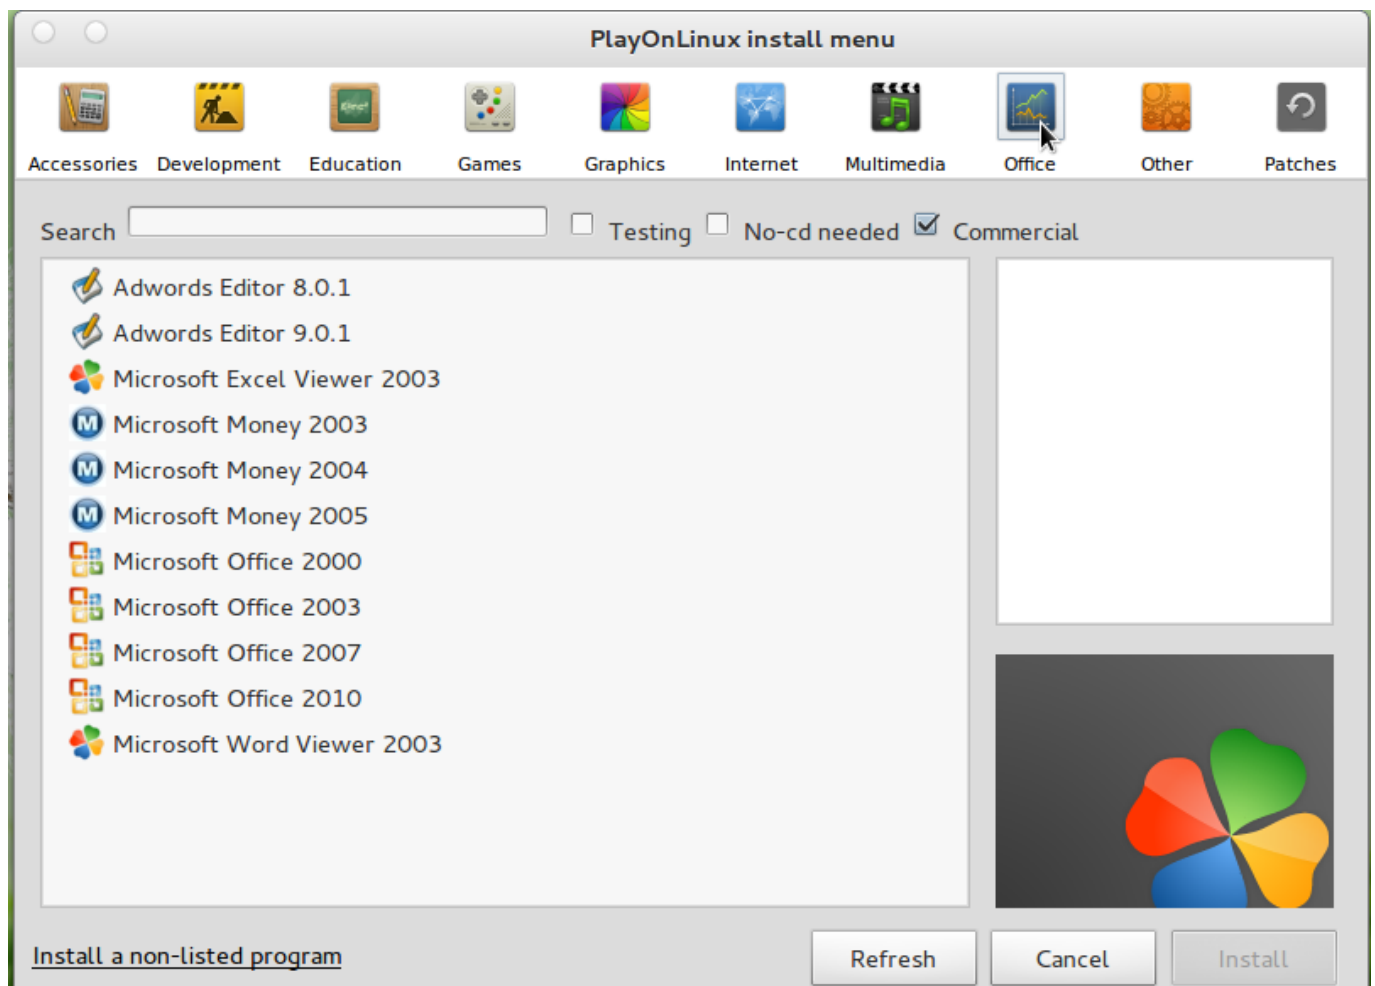 PlayOnLinux install menu
Accessories Development Education Games Graphics Internet Multimedia Office Other Patches
Search Testing No-cd needed Commercial
Adwords Editor 8.0.1
Adwords Editor 9.0.1
Microsoft Excel Viewer 2003
Microsoft Money 2003
Microsoft Money 2004
Microsoft Money 2005
Microsoft Office 2000
Microsoft Office 2003
Microsoft Office 2007
Microsoft Office 2010
Microsoft Word Viewer 2003
Install a non-listed program Refresh Cancel Install